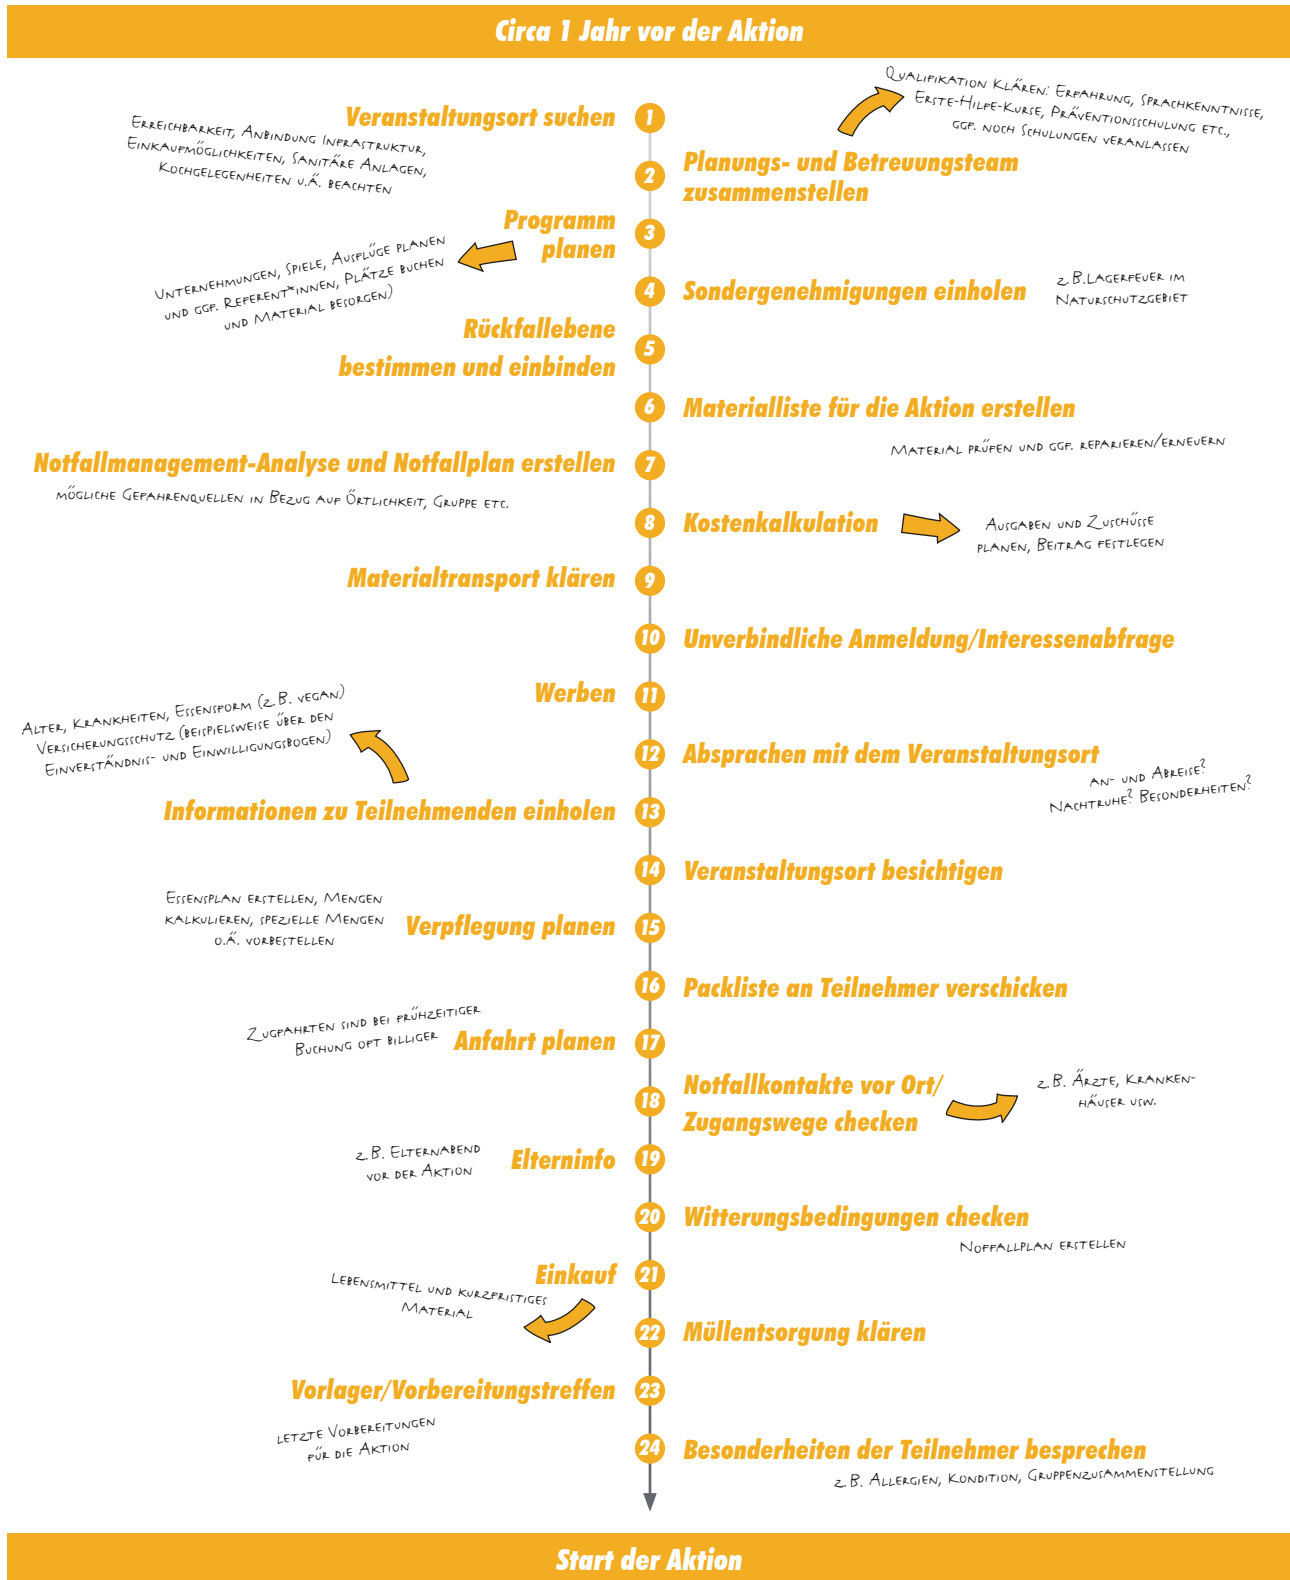 Circa 1 Jahr vor der Aktion
Veranstaltungsort suchen
1
Erreichbarkeit, Anbindung Infrastruktur,
Einkaufmöglichkeiten, sanitäre Anlagen,
Kochgelegenheiten u.Ä. beachten
Qualifikation klären: Erfahrung, Sprachkenntnisse,
Erste-Hilfe-Kurse, Präventionsschulung etc.,
ggf. noch Schulungen veranlassen
2
Planungs- und Betreuungsteam
zusammenstellen
Programm
planen
3
Unternehmungen, Spiele, Ausflüge planen
und ggf. Referent*innen, Plätze buchen
und Material besorgen)
4
Sondergenehmigungen einholen
z.B. Lagerfeuer im
Naturschutzgebiet
Rückfallebene
bestimmen und einbinden
5
6
Materialliste für die Aktion erstellen
Material prüfen und ggf. reparieren/erneuern
Notfallmanagement-Analyse und Notfallplan erstellen
7
mögliche Gefahrenquellen in Bezug auf Örtlichkeit, Gruppe etc.
8
Kostenkalkulation
Ausgaben und Zuschüsse
planen, Beitrag festlegen
Materialtransport klären
9
10
Unverbindliche Anmeldung/Interessenabfrage
Werben
11
12
Absprachen mit dem Veranstaltungsort
An- und Abreise?
Nachtruhe? Besonderheiten?
Alter, Krankheiten, Essensform (z.B. vegan)
Versicherungsschutz (beispielsweise über den
Einverständnis- und Einwilligungsbogen)
Informationen zu Teilnehmenden einholen
13
14
Veranstaltungsort besichtigen
Essensplan erstellen, Mengen
kalkulieren, spezielle Mengen
o.Ä. vorbestellen
Verpflegung planen
15
16
Packliste an Teilnehmer verschicken
Zugfahrten sind bei frühzeitiger
Buchung oft billiger
Anfahrt planen
17
18
Notfallkontakte vor Ort/
Zugangswege checken
z.B. Ärzte, Kranken-
häuser usw.
z.B. Elternabend
vor der Aktion
Elterninfo
19
20
Witterungsbedingungen checken
Noffallplan erstellen
Einkauf
21
Lebensmittel und kurzfristiges
Material
22
Müllentsorgung klären
Vorlager/Vorbereitungstreffen
23
letzte Vorbereitungen
für die Aktion
24
Besonderheiten der Teilnehmer besprechen
z.B. Allergien, Kondition, Gruppenzusammenstellung
Start der Aktion